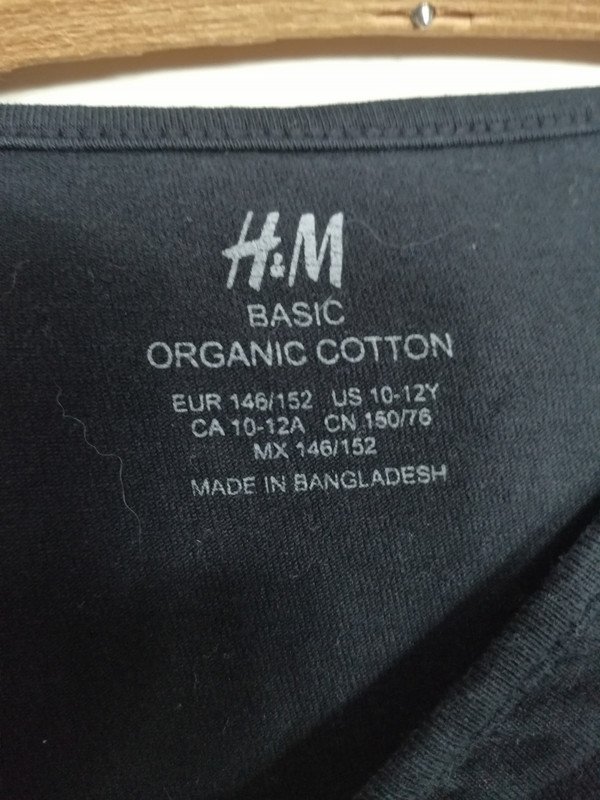 H&M
BASIC
ORGANIC COTTON
EUR 146/152 US 10-12Y
CA 10-12A CN 150/76
MX 146/152
MADE IN BANGLADESH